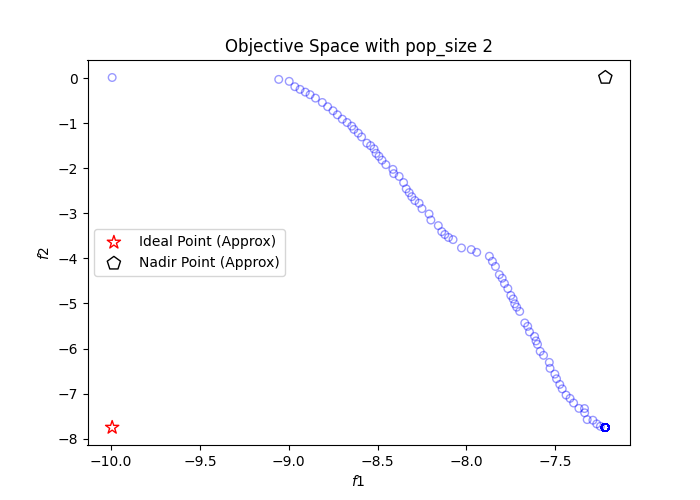 Objective Space with pop_size 2
0
−1
−2
−3
−4
−5
−6
−7
−8
f2
Ideal Point (Approx)
Nadir Point (Approx)
−10.0 −9.5 −9.0 −8.5 −8.0 −7.5
f1